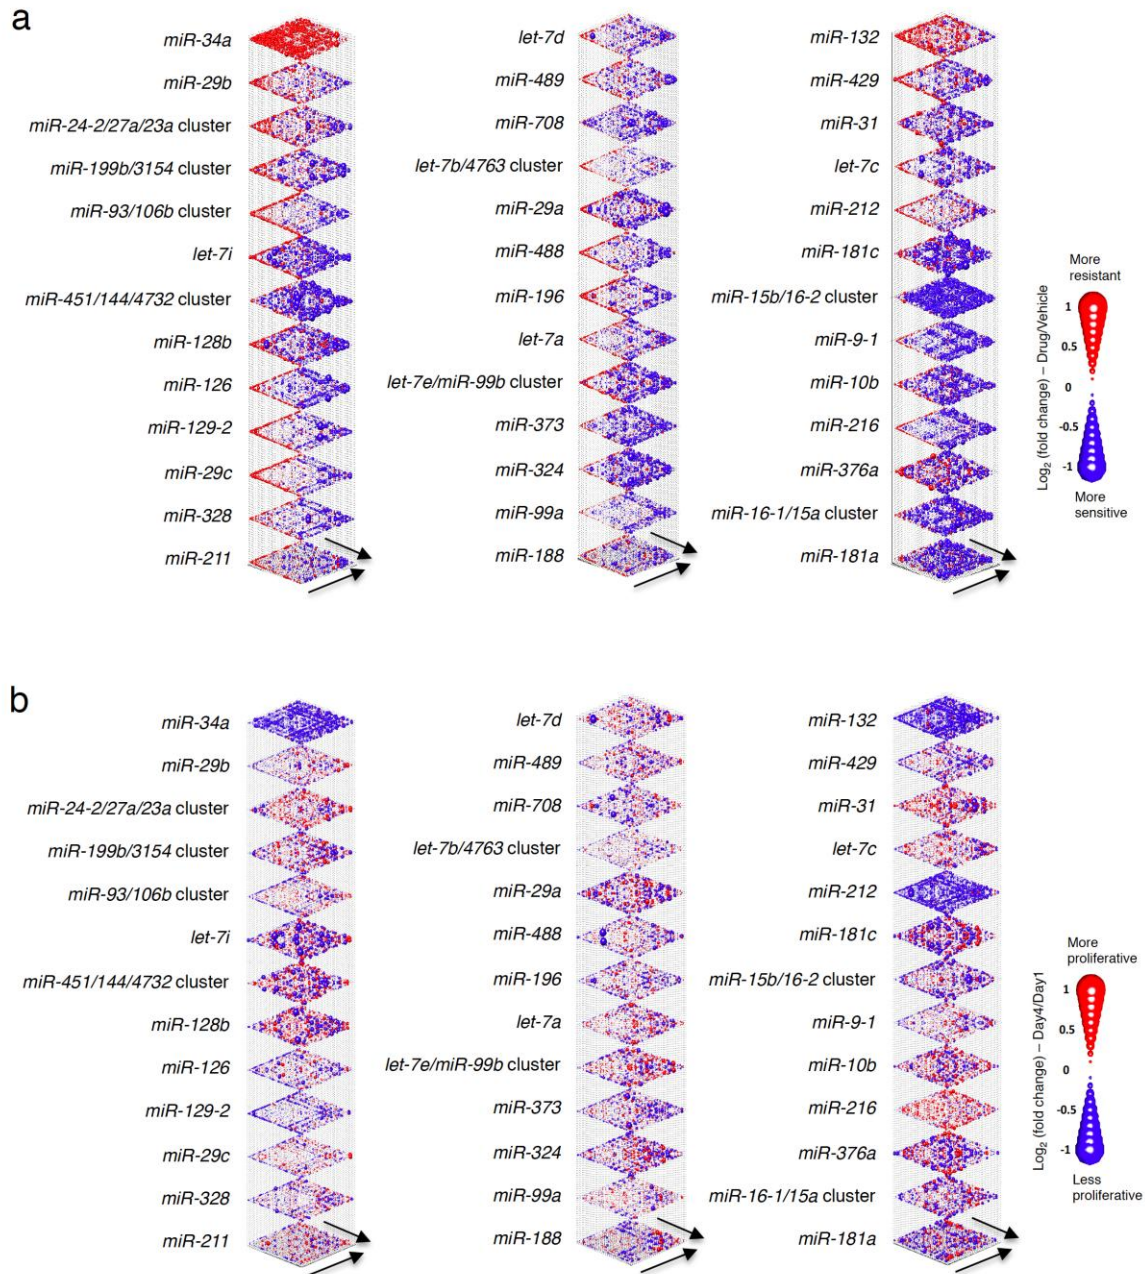 a
miR-34a
miR-29b
miR-24-2/27a/23a cluster
miR-199b/3154 cluster
miR-93/106b cluster
let-7i
miR-451/144/4732 cluster
miR-128b
miR-126
miR-129-2
miR-29c
miR-328
miR-211
let-7d
miR-489
miR-708
let-7b/4763 cluster
miR-29a
miR-488
miR-196
let-7a
let-7e/miR-99b cluster
miR-373
miR-324
miR-99a
miR-188
miR-132
miR-429
miR-31
let-7c
miR-212
miR-181c
miR-15b/16-2 cluster
miR-9-1
miR-10b
miR-216
miR-376a
miR-16-1/15a cluster
miR-181a
Log2 (fold change) – Drug/Vehicle
More
resistant
1
0.5
0
-0.5
-1
More
sensitive
b
miR-34a
miR-29b
miR-24-2/27a/23a cluster
miR-199b/3154 cluster
miR-93/106b cluster
let-7i
miR-451/144/4732 cluster
miR-128b
miR-126
miR-129-2
miR-29c
miR-328
miR-211
let-7d
miR-489
miR-708
let-7b/4763 cluster
miR-29a
miR-488
miR-196
let-7a
let-7e/miR-99b cluster
miR-373
miR-324
miR-99a
miR-188
miR-132
miR-429
miR-31
let-7c
miR-212
miR-181c
miR-15b/16-2 cluster
miR-9-1
miR-10b
miR-216
miR-376a
miR-16-1/15a cluster
miR-181a
Log2 (fold change) – Day4/Day1
More
proliferative
1
0.5
0
-0.5
-1
Less
proliferative